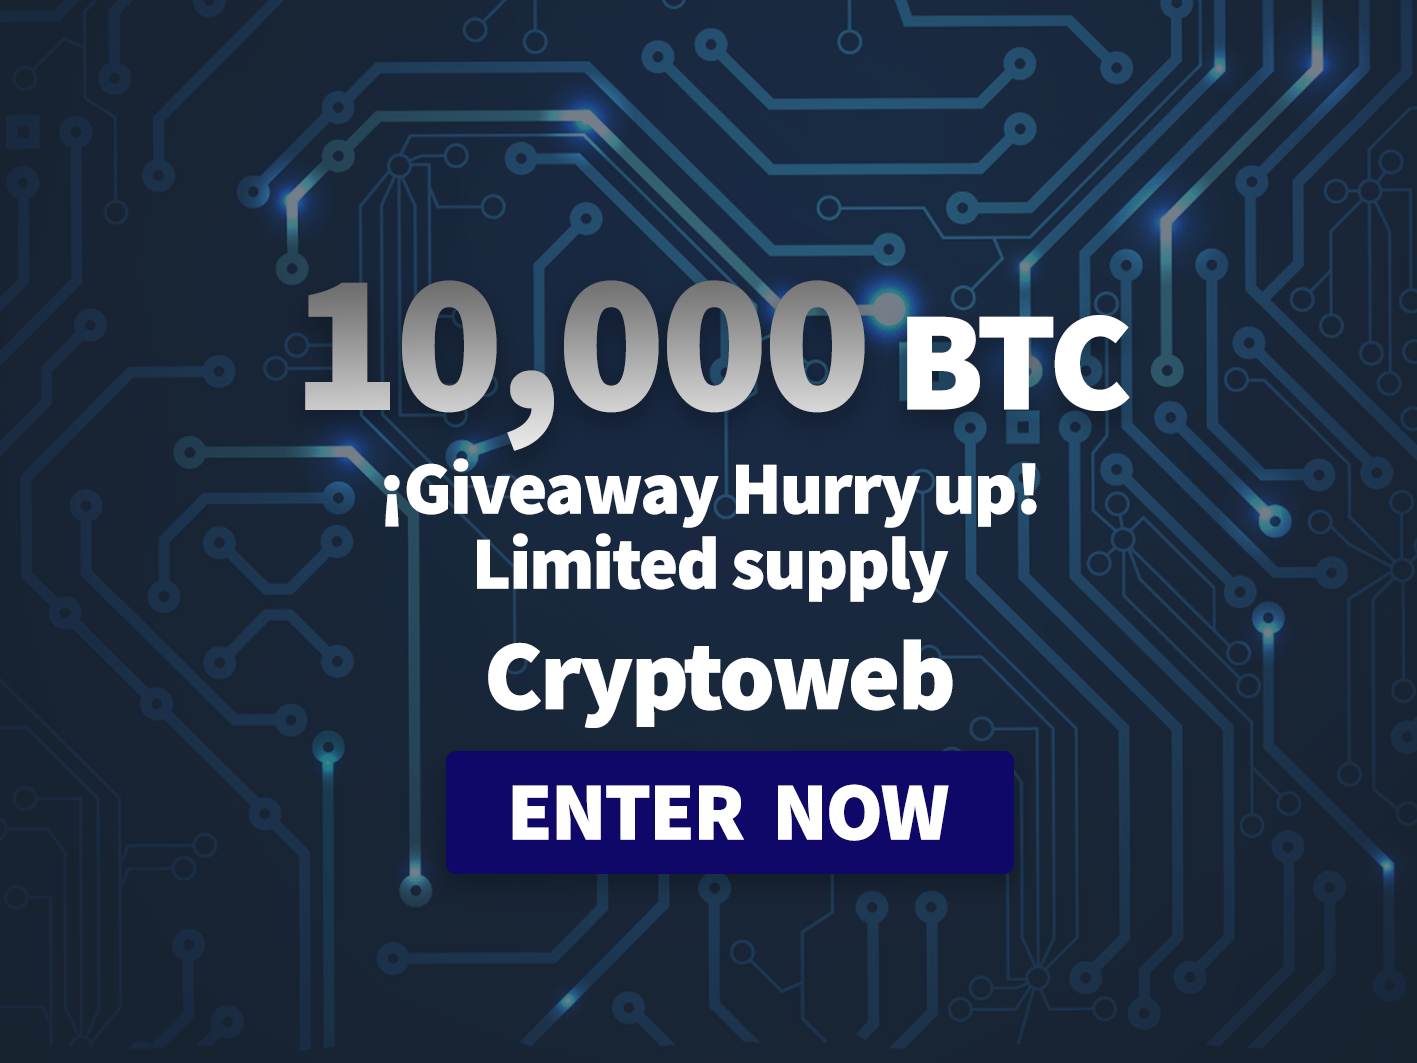 10,000 BTC
¡Giveaway Hurry up!
Limited supply
Cryptoweb
ENTER NOW